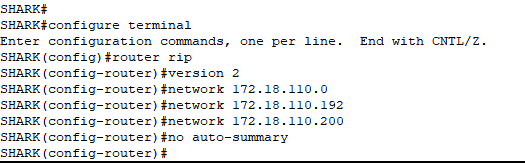 SHARK#
SHARK#configure terminal
Enter configuration commands, one per line.  End with CNTL/Z.
SHARK(config)#router rip
SHARK(config-router)#version 2
SHARK(config-router)#network 172.18.110.0
SHARK(config-router)#network 172.18.110.192
SHARK(config-router)#network 172.18.110.200
SHARK(config-router)#no auto-summary
SHARK(config-router)#